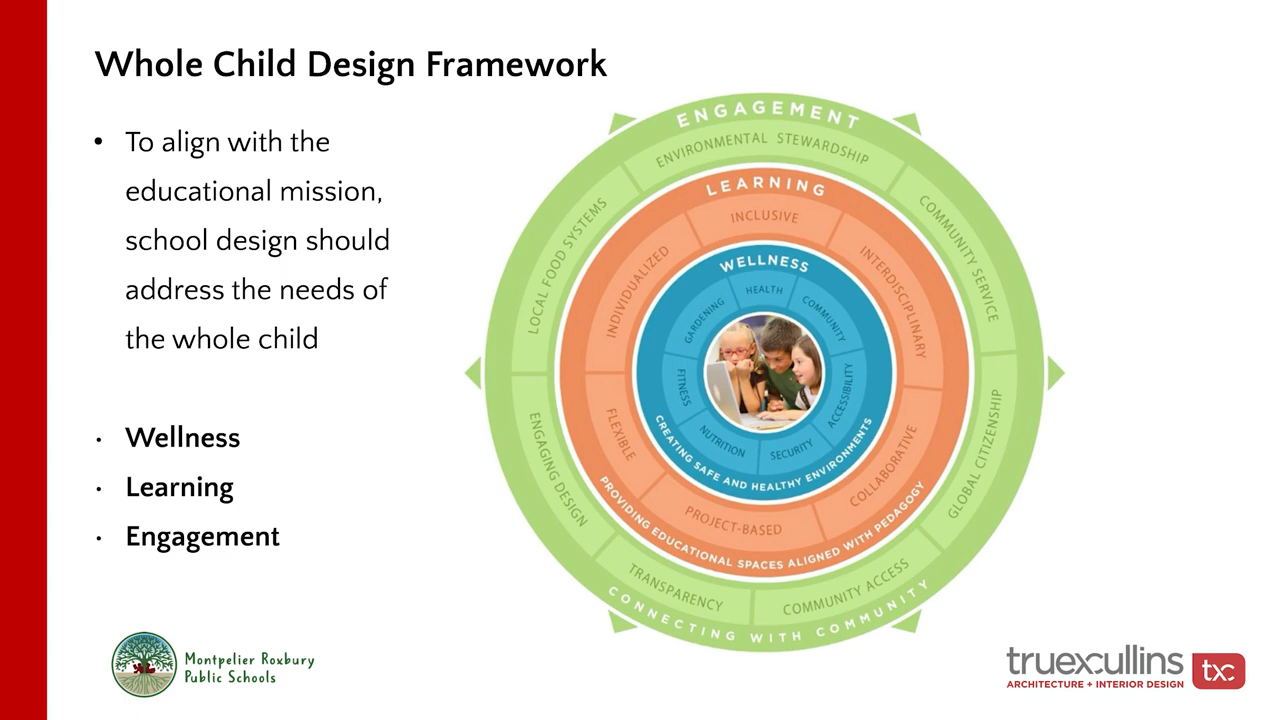 Whole Child Design Framework
• To align with the
educational mission,
school design should
address the needs of
the whole child
• Wellness
• Learning
• Engagement
ENGAGEMENT
ENVIRONMENTAL STEWARDSHIP
COMMUNITY SERVICE
GLOBAL CITIZENSHIP
COMMUNITY ACCESS
TRANSPARENCY
ENGAGING DESIGN
LOCAL FOOD SYSTEMS
CONNECTING WITH COMMUNITY
LEARNING
INCLUSIVE
INTERDISCIPLINARY
COLLABORATIVE
PROJECT-BASED
FLEXIBLE
INDIVIDUALIZED
PROVIDING EDUCATIONAL SPACES ALIGNED WITH PEDAGOGY
WELLNESS
HEALTH
COMMUNITY
ACCESSIBILITY
SECURITY
NUTRITION
FITNESS
GARDENING
CREATING SAFE AND HEALTHY ENVIRONMENTS
Montpelier Roxbury
Public Schools
truexcullins
ARCHITECTURE + INTERIOR DESIGN
txc